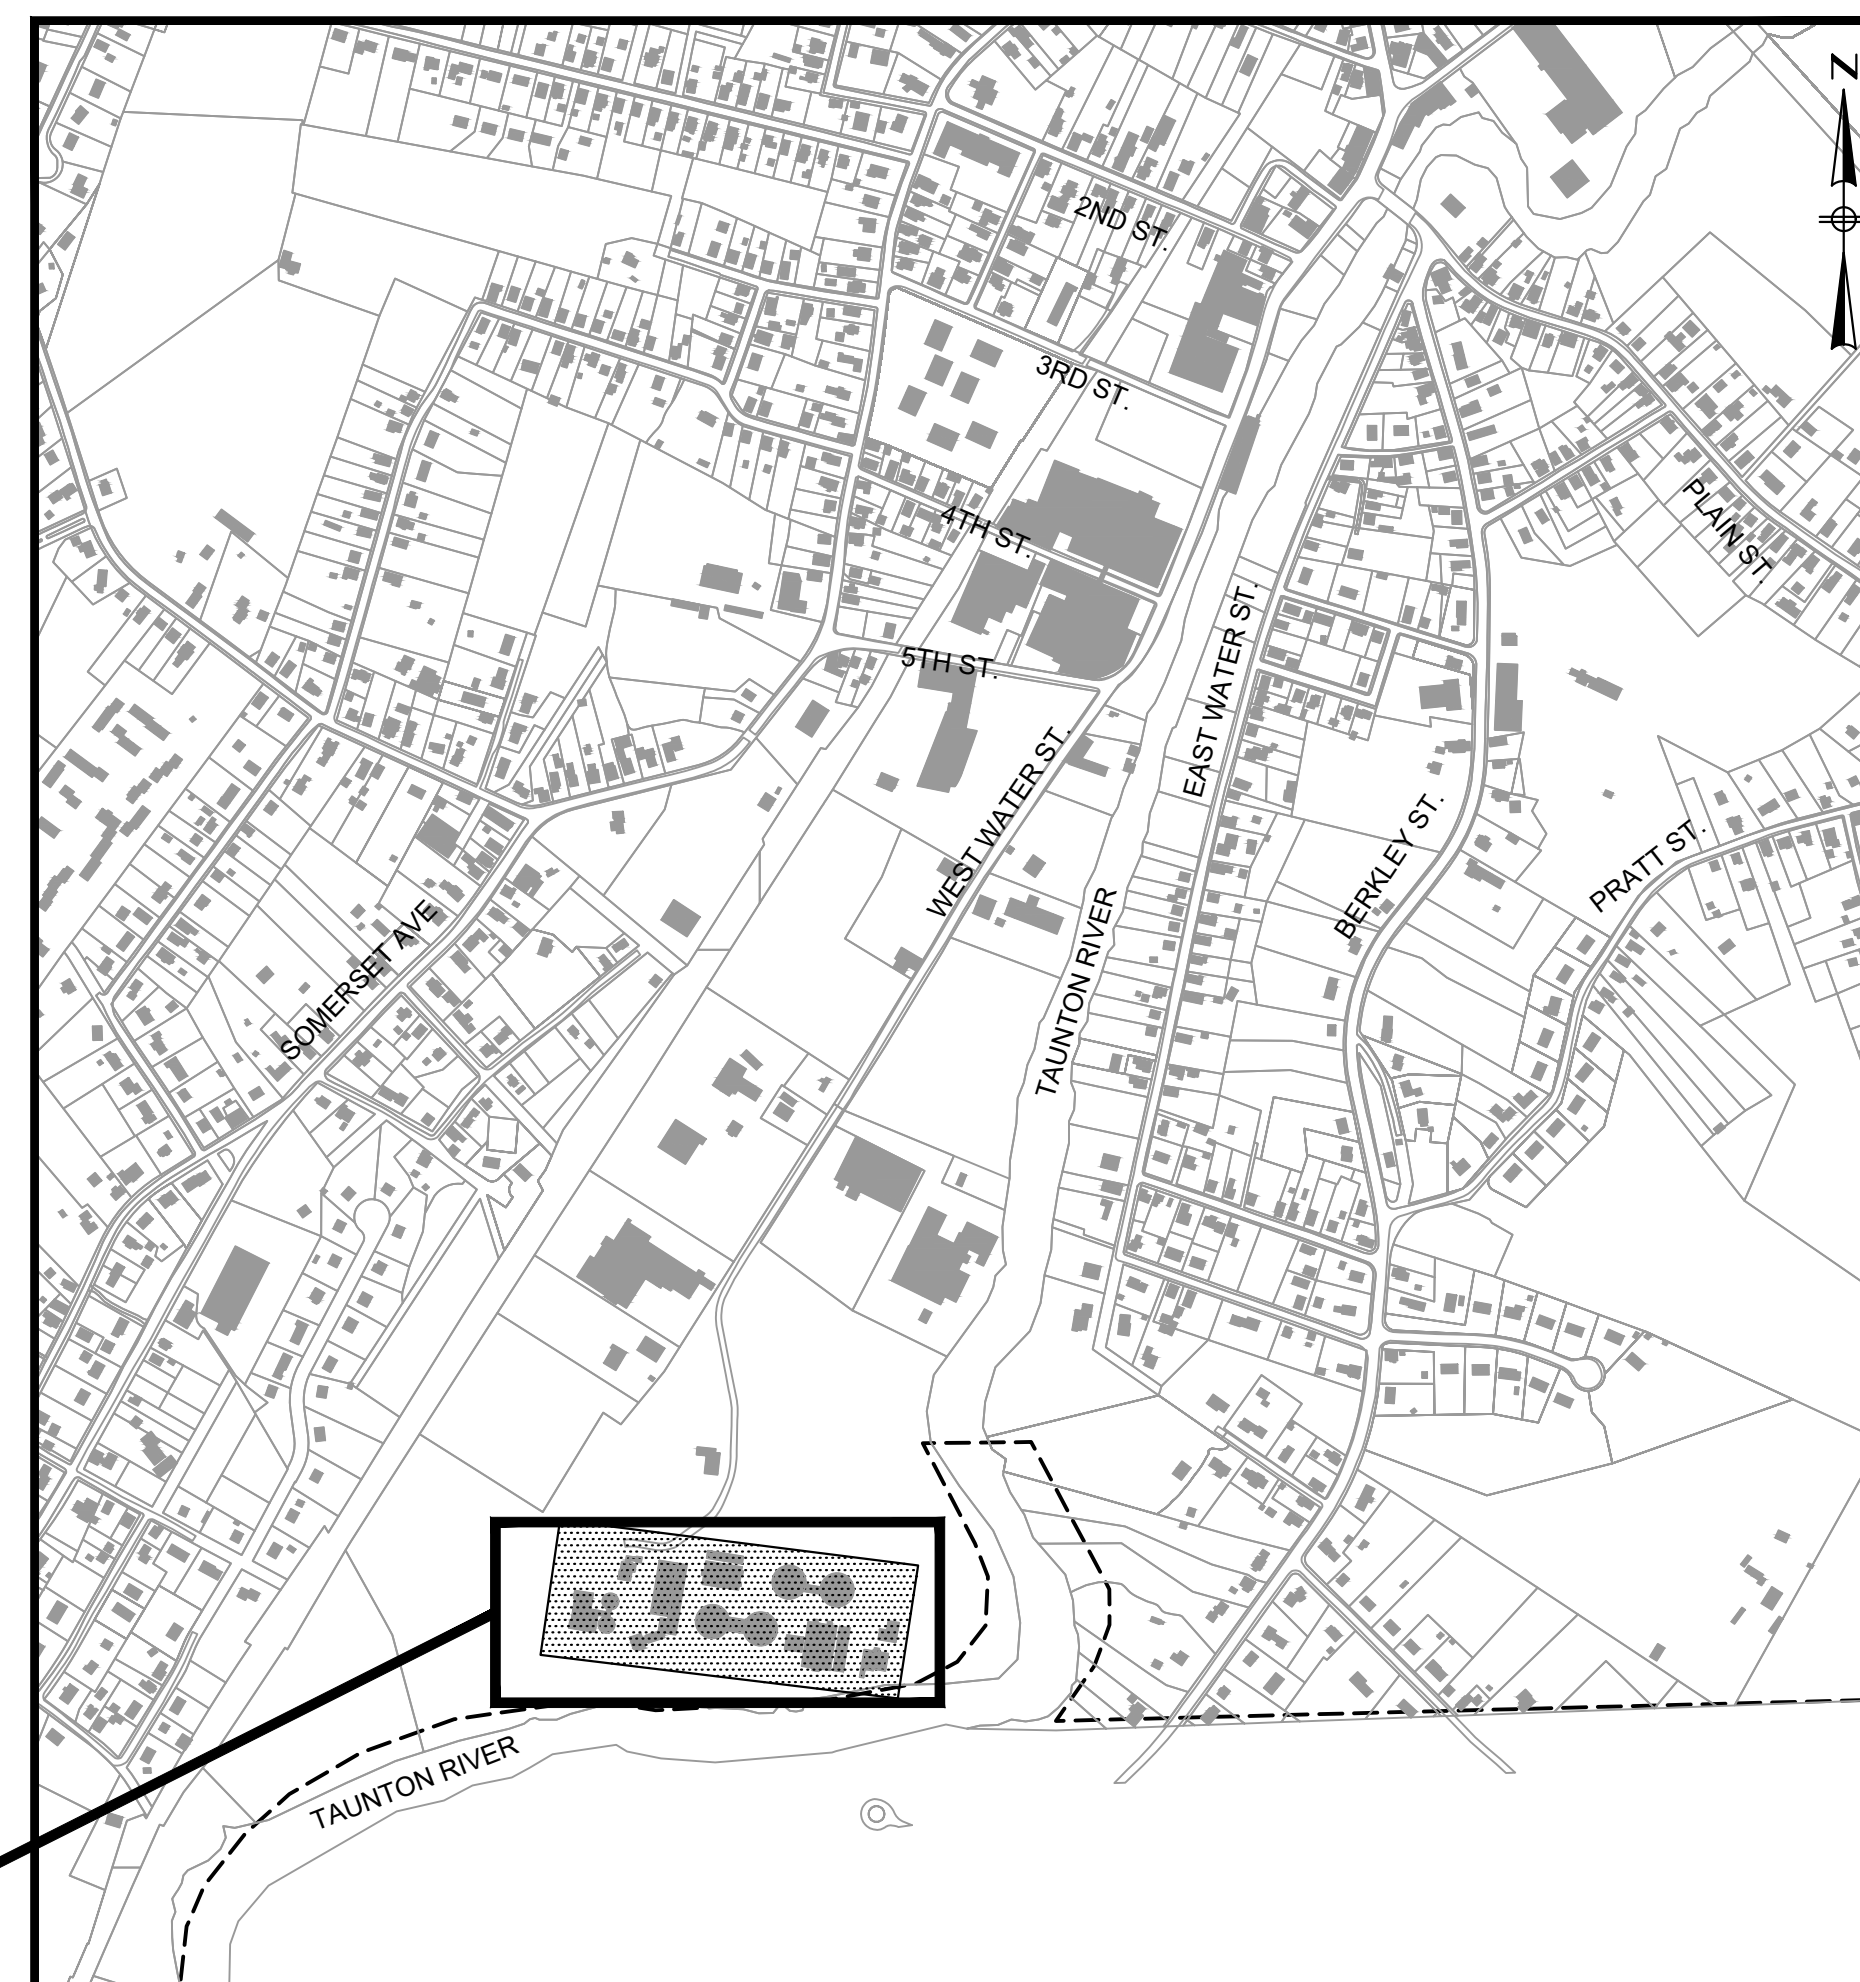 N
2ND ST.
3RD ST.
PLAIN ST.
4TH ST.
EAST WATER ST.
5TH ST.
WEST WATER ST.
BERKLEY ST.
PRATT ST.
TAUNTON RIVER
SOMERSET AVE
TAUNTON RIVER